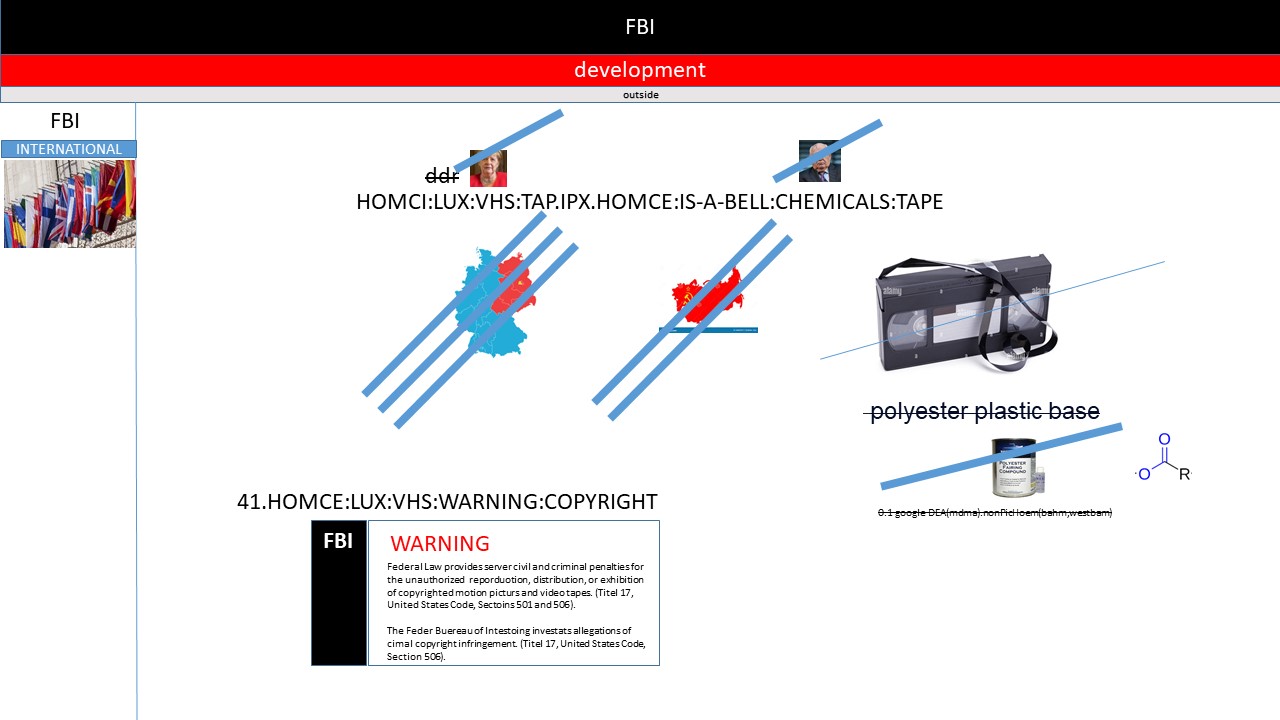 FBI
development
outside
FBI
INTERNATIONAL
ddr
HOMCI:LUX:VHS:TAP.IPX.HOMCE:IS-A-BELL:CHEMICALS:TAPE
alamy
alamy
polyester plastic base
POLYESTER
FAIRING
COMPOUND
O
O
R
0.1 google DEA(mdma).nonPicHoem(bahm,westbam)
41.HOMCE:LUX:VHS:WARNING:COPYRIGHT
FBI
WARNING
Federal Law provides server civil and criminal penalties for
the unauthorized reporduction, distribution, or exhibition
of copyrighted motion picturs and video tapes. (Titel 17,
United States Code, Sectoins 501 and 506).
The Feder Buereau of Intestoing investats allegations of
cimal copyright infringement. (Titel 17, United States Code,
Section 506).